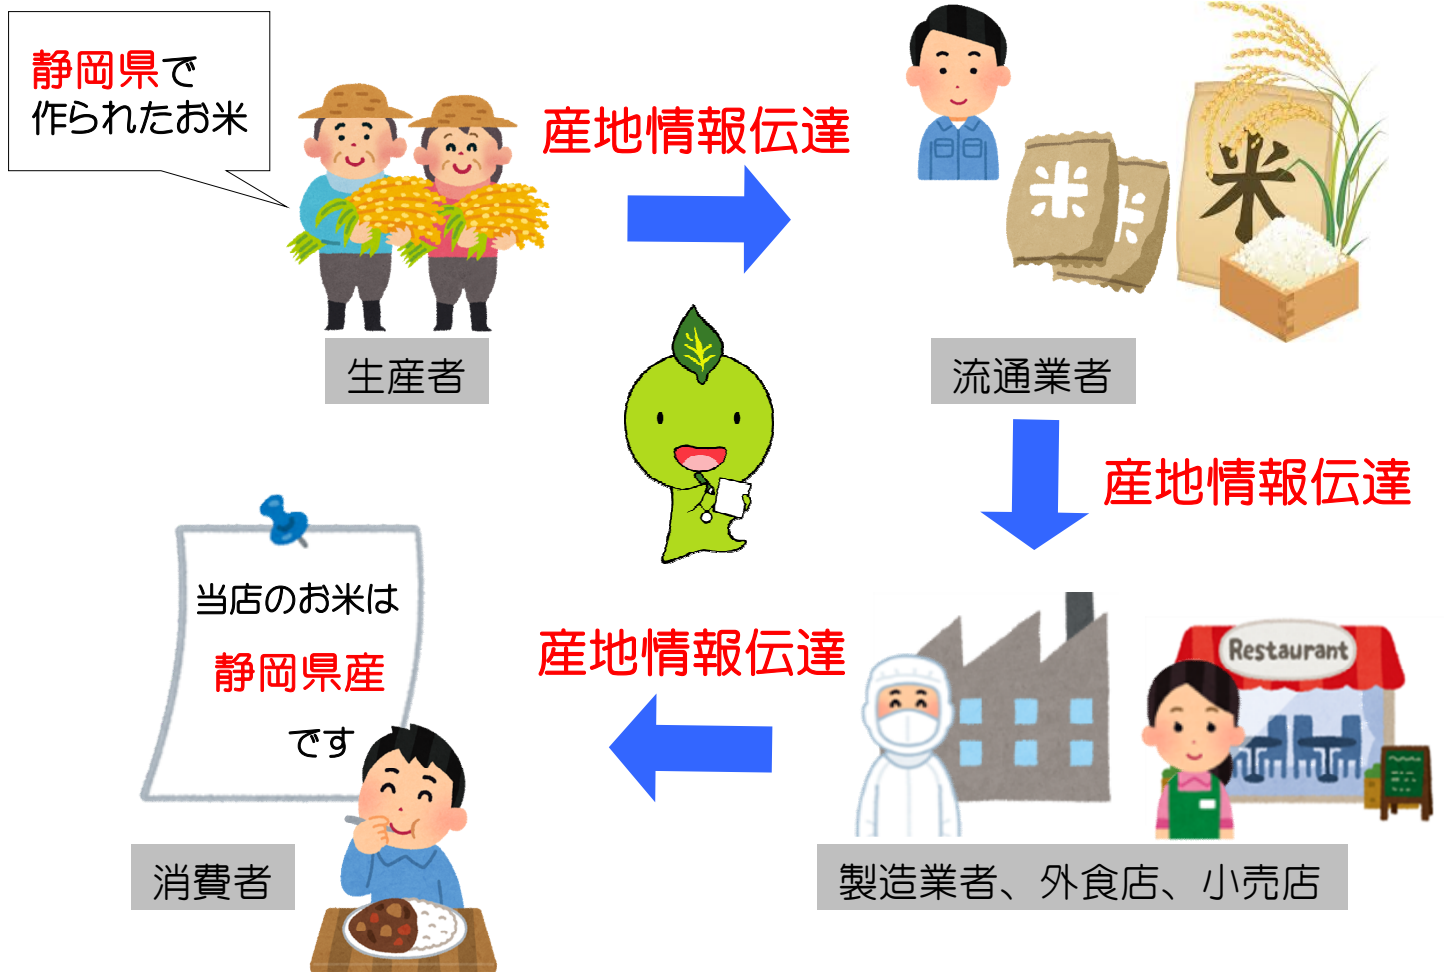 静岡県で
作られたお米
産地情報伝達
米
米
米
生産者
流通業者
産地情報伝達
当店のお米は
静岡県産
です
産地情報伝達
Restaurant
消費者
製造業者、外食店、小売店